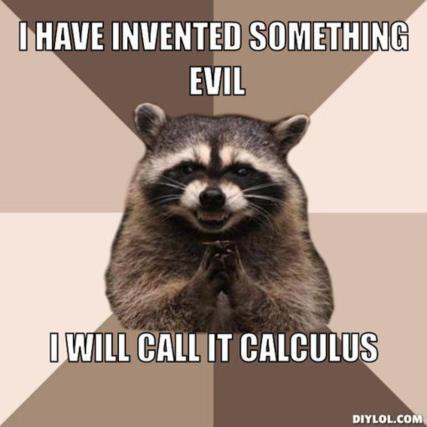 I HAVE INVENTED SOMETHING
EVIL
I WILL CALL IT CALCULUS
DIYLOL.COM